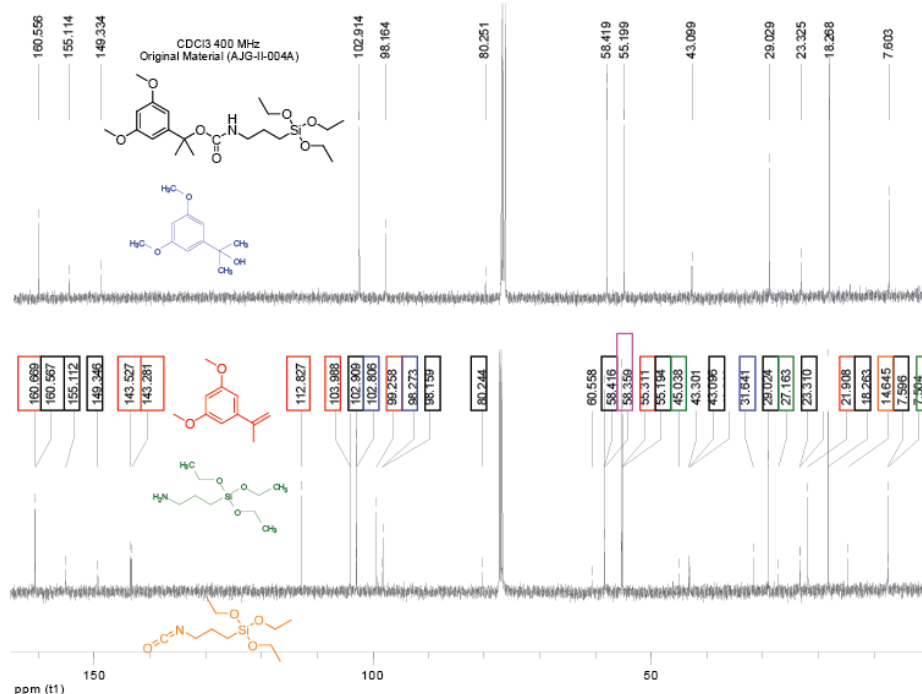 160.556
155.114
149.334
102.914
98.164
80.251
58.419
55.199
43.099
29.029
23.325
18.268
7.603
CDCl3 400 MHz
Original Material (AJG-II-004A)
O
O
O
O
H
N
Si
O
O
O
H₃C
O
H₃C
O
CH₃
OH
H₃C
160.669
160.567
155.112
149.346
143.527
143.281
112.827
103.988
102.909
102.806
99.258
98.273
98.159
80.244
60.558
58.416
58.359
55.311
55.194
45.038
43.301
43.096
31.641
29.024
27.163
23.310
21.908
18.263
14.645
7.596
7.504
O
O
H₃C
O
CH₃
Si
O
H₂N
O
CH₃
O
Si
O
O=C=N
O
150
100
50
ppm (t1)